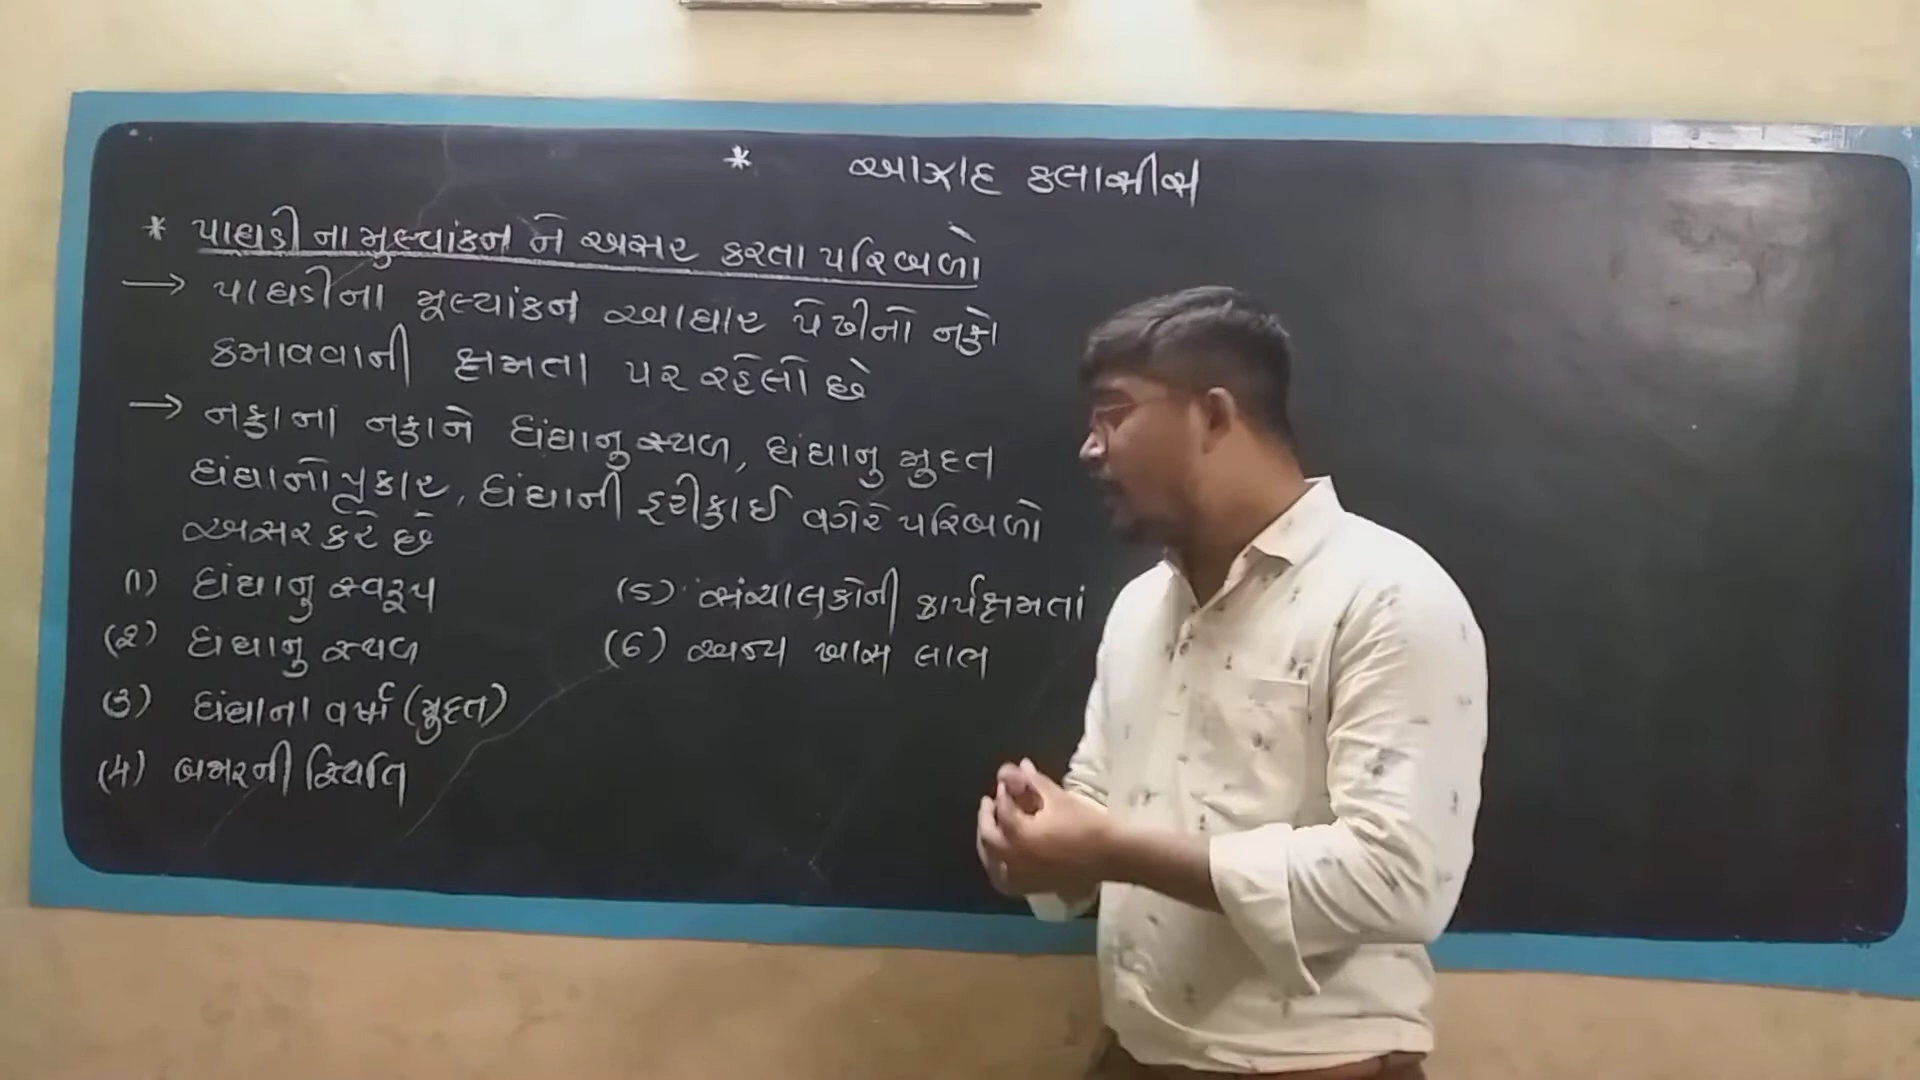 * આઝાદ કલાસીસ
* પાઘડી ના મુલ્યાંકન ને અસર કરતા પરિબળો
→ પાઘડીના મૂલ્યાંકન આધાર પેઢીનો નફો
કમાવવાની ક્ષમતા પર રહેલો છે
→ નફાના નફાને ધંધાનુ સ્થળ, ધંધાનુ મુદત
ધંધાનો પ્રકાર, ધંધાની હરીફાઈ વગેરે પરિબળો
અસર કરે છે
(1) ધંધાનુ સ્વરૂપ
(૨) ધંધાનુ સ્થળ
(૩) ધંધાના વર્ષો (મુદત)
(4) બજારની સ્થિતિ
(5) સંચાલકોની કાર્યક્ષમતાં
(6) અન્ય ખાસ લાભ